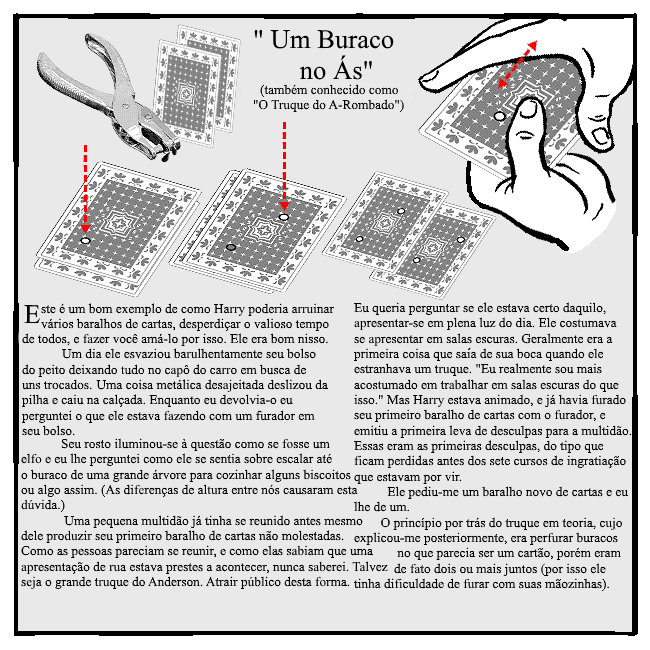 " Um Buraco
no Ás"
(também conhecido como
"O Truque do A-Rombado")
Este é um bom exemplo de como Harry poderia arruinar
vários baralhos de cartas, desperdiçar o valioso tempo
de todos, e fazer você amá-lo por isso. Ele era bom nisso.
Um dia ele esvaziou barulhentamente seu bolso
do peito deixando tudo no capô do carro em busca de
uns trocados. Uma coisa metálica desajeitada deslizou da
pilha e caiu na calçada. Enquanto eu devolvia-o eu
perguntei o que ele estava fazendo com um furador em
seu bolso.
Seu rosto iluminou-se à questão como se fosse um
elfo e eu lhe perguntei como ele se sentia sobre escalar até
o buraco de uma grande árvore para cozinhar alguns biscoitos
ou algo assim. (As diferenças de altura entre nós causaram esta
dúvida.)
Uma pequena multidão já tinha se reunido antes mesmo
dele produzir seu primeiro baralho de cartas não molestadas.
Como as pessoas pareciam se reunir, e como elas sabiam que uma
apresentação de rua estava prestes a acontecer, nunca saberei. Talvez
seja o grande truque do Anderson. Atrair público desta forma.
Eu queria perguntar se ele estava certo daquilo,
apresentar-se em plena luz do dia. Ele costumava
se apresentar em salas escuras. Geralmente era a
primeira coisa que saía de sua boca quando ele
estranhava um truque. "Eu realmente sou mais
acostumado em trabalhar em salas escuras do que
isso." Mas Harry estava animado, e já havia furado
seu primeiro baralho de cartas com o furador, e
emitiu a primeira leva de desculpas para a multidão.
Essas eram as primeiras desculpas, do tipo que
ficam perdidas antes dos sete cursos de ingratiação
que estavam por vir.
Ele pediu-me um baralho novo de cartas e eu
lhe de um.
O princípio por trás do truque em teoria, cujo
explicou-me posteriormente, era perfurar buracos
no que parecia ser um cartão, porém eram
de fato dois ou mais juntos (por isso ele
tinha dificuldade de furar com suas mãozinhas).